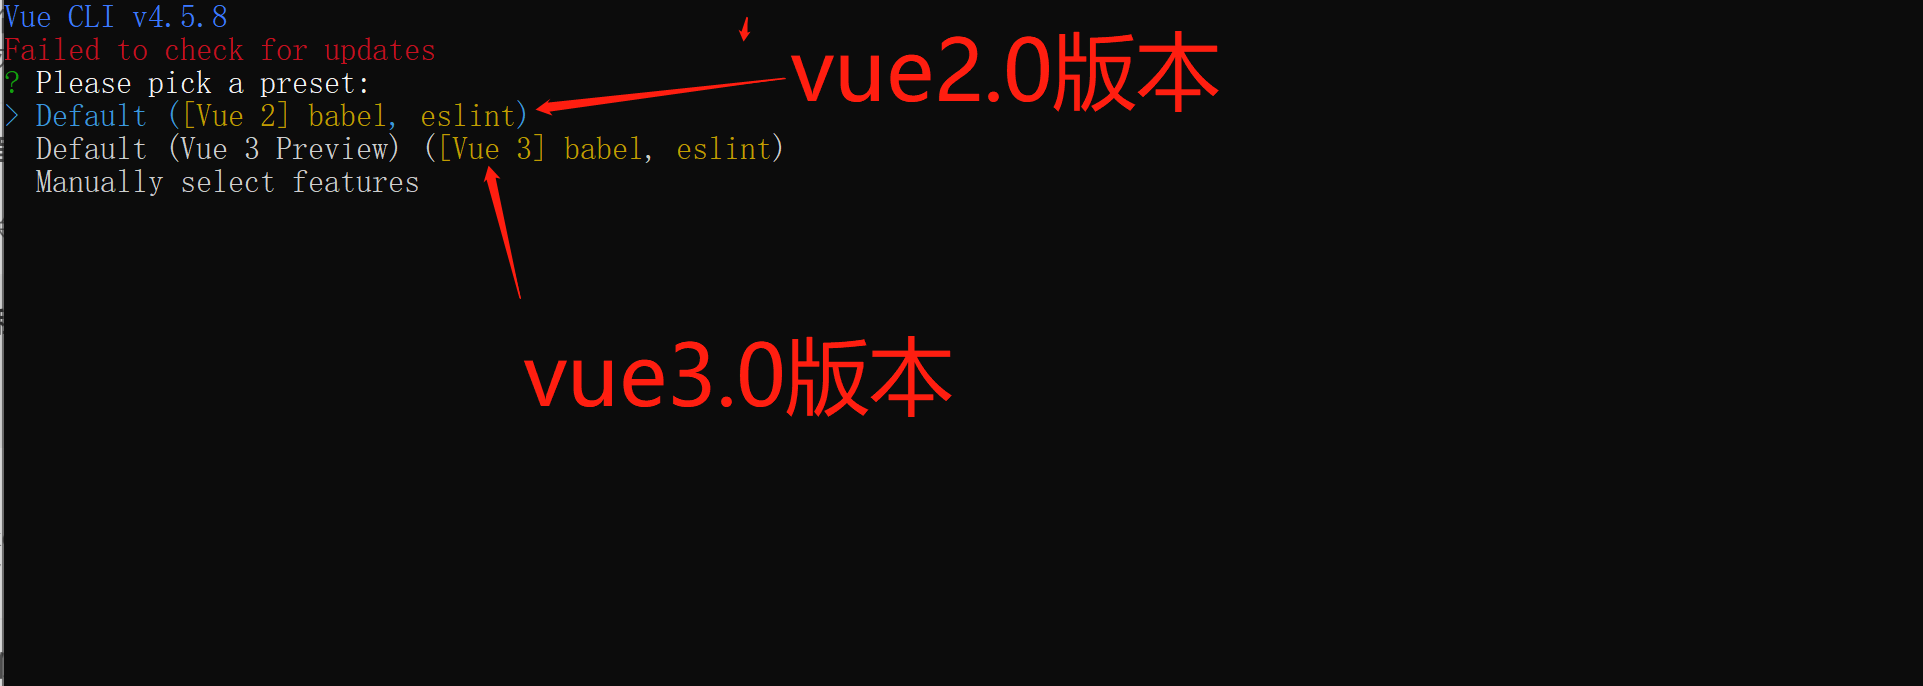 Vue CLI v4.5.8
Failed to check for updates
? Please pick a preset:
> Default ([Vue 2] babel, eslint)
vue2.0版本
Default (Vue 3 Preview) ([Vue 3] babel, eslint)
Manually select features
vue3.0版本